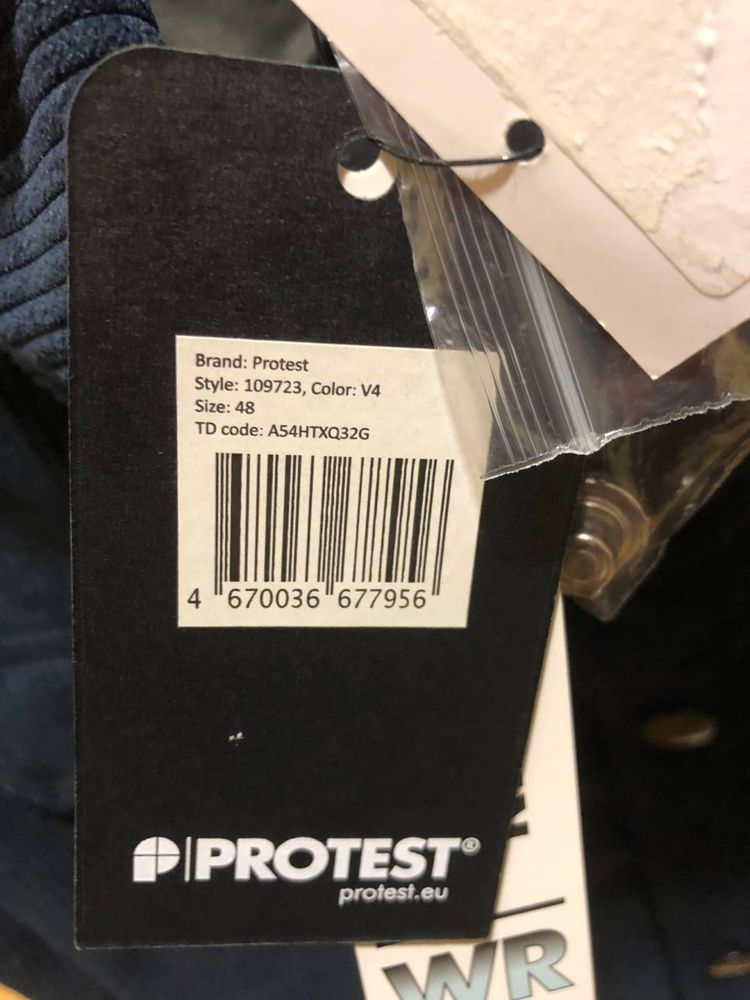 Brand: Protest
Style: 109723, Color: V4
Size: 48
TD code: A54HTXQ32G
4 670036 677956
PROTEST®
protest.eu
WR